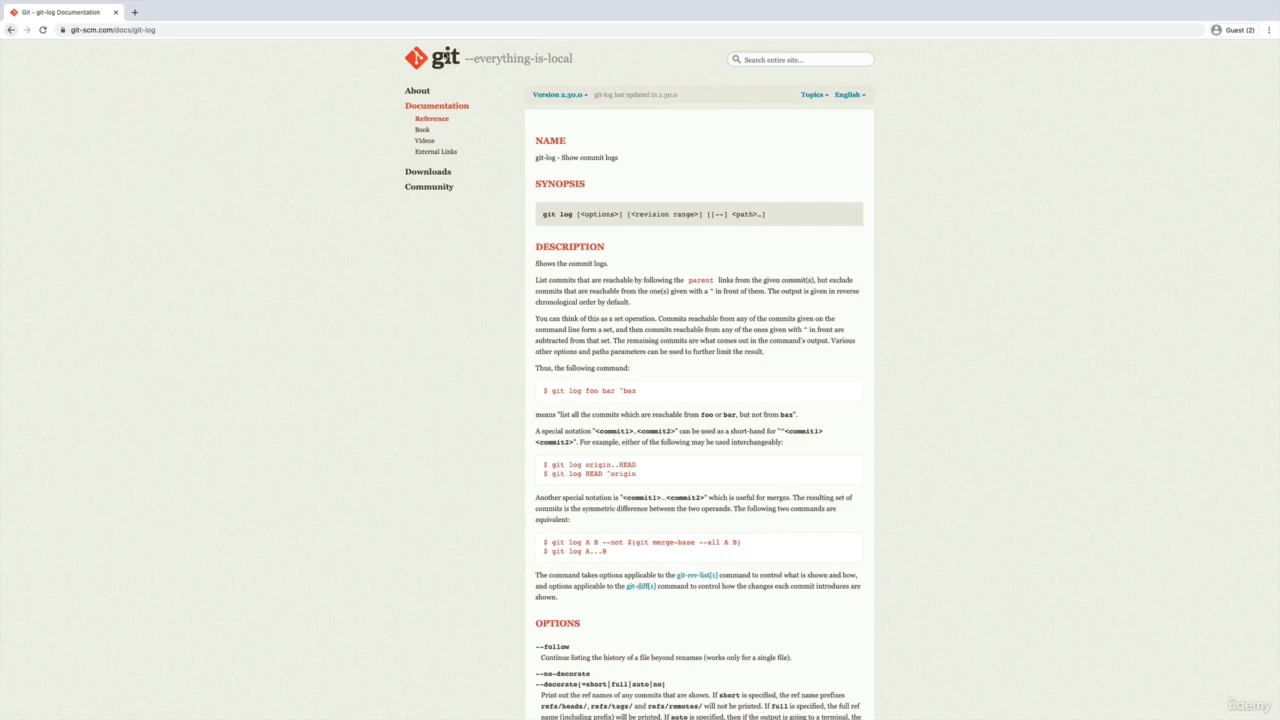 Git - git-log Documentation
git-scm.com/docs/git-log
Guest (2)
git --everything-is-local
Search entire site...
About
Documentation
Reference
Book
Videos
External Links
Downloads
Community
Version 2.30.0 git-log last updated in 2.30.0
Topics English
NAME
git-log - Show commit logs
SYNOPSIS
git log [<options>] [<revision range>] [[--] <path>…]
DESCRIPTION
Shows the commit logs.
List commits that are reachable by following the parent links from the given commit(s), but exclude
commits that are reachable from the one(s) given with a ^ in front of them. The output is given in reverse
chronological order by default.
You can think of this as a set operation. Commits reachable from any of the commits given on the
command line form a set, and then commits reachable from any of the ones given with ^ in front are
subtracted from that set. The remaining commits are what comes out in the command's output. Various
other options and paths parameters can be used to further limit the result.
Thus, the following command:
$ git log foo bar ^baz
means "list all the commits which are reachable from foo or bar, but not from baz".
A special notation "<commit1>..<commit2>" can be used as a short-hand for "^<commit1>
<commit2>". For example, either of the following may be used interchangeably:
$ git log origin..HEAD
$ git log HEAD ^origin
Another special notation is "<commit1>…<commit2>" which is useful for merges. The resulting set of
commits is the symmetric difference between the two operands. The following two commands are
equivalent:
$ git log A B --not $(git merge-base --all A B)
$ git log A...B
The command takes options applicable to the git-rev-list[1] command to control what is shown and how,
and options applicable to the git-diff[1] command to control how the changes each commit introduces are
shown.
OPTIONS
--follow
Continue listing the history of a file beyond renames (works only for a single file).
--no-decorate
--decorate[=short|full|auto|no]
Print out the ref names of any commits that are shown. If short is specified, the ref name prefixes
refs/heads/, refs/tags/ and refs/remotes/ will not be printed. If full is specified, the full ref
name (including prefix) will be printed. If auto is specified, then if the output is going to a terminal, the
ûdemy